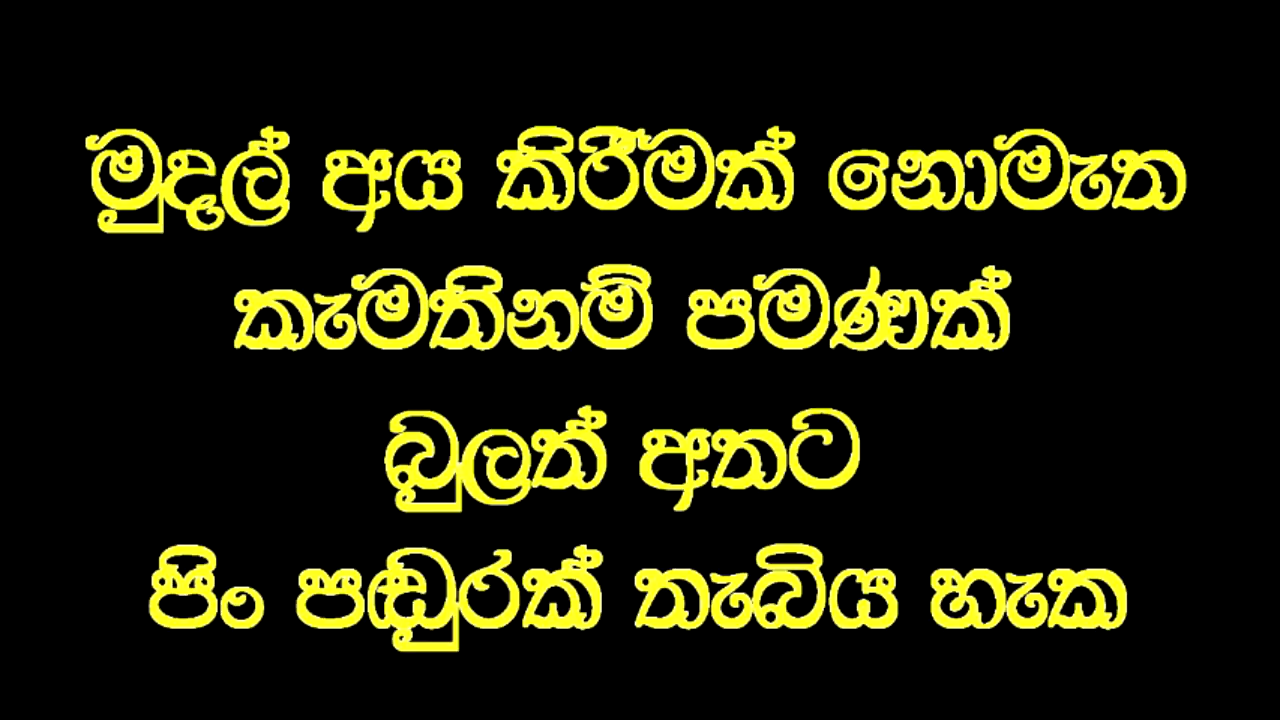 මුදල් අය කිරීමක් නොමැත
කැමතිනම් පමණක්
බුලත් අතට
පිං පඬුරක් තැබිය හැක